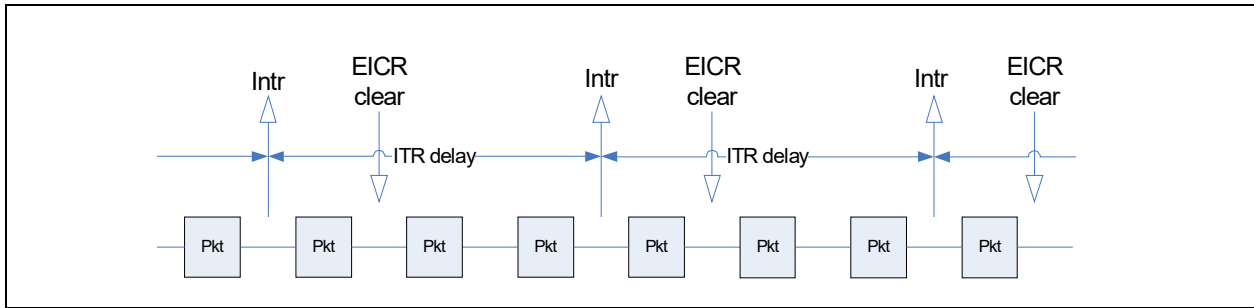 Intr
EICR
clear
Intr
EICR
clear
Intr
EICR
clear
ITR delay
ITR delay
Pkt
Pkt
Pkt
Pkt
Pkt
Pkt
Pkt
Pkt